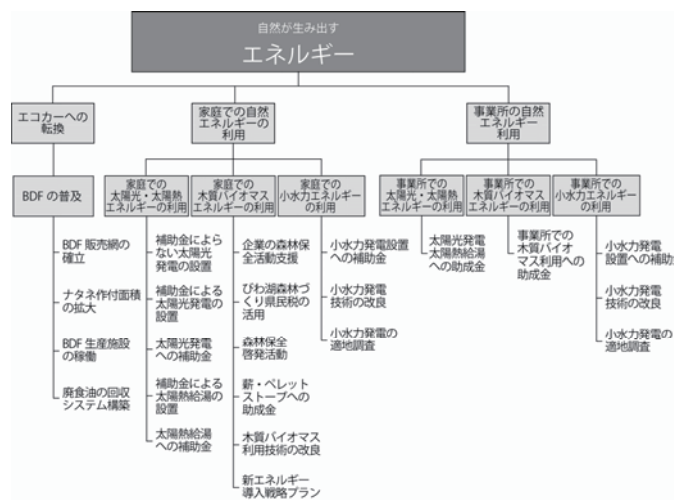 自然が生み出す
エネルギー
エコカーへの
転換
家庭での自然
エネルギーの
利用
事業所の自然
エネルギー
利用
BDF の普及
家庭での
太陽光・太陽熱
エネルギーの利用
家庭での
木質バイオマス
エネルギーの利用
家庭での
小水力エネルギー
の利用
事業所での
太陽光・太陽熱
エネルギーの利用
事業所での
木質バイオマス
エネルギーの利用
事業所での
小水力エネルギー
の利用
BDF 販売網の
確立
ナタネ作付面積
の拡大
BDF 生産施設
の稼働
廃食油の回収
システム構築
補助金によら
ない太陽光
発電の設置
補助金による
太陽光発電の
設置
太陽光発電
への補助金
補助金による
太陽熱給湯の
設置
太陽熱給湯
への補助金
企業の森林保
全活動支援
びわ湖森林づ
くり県民税の
活用
森林保全
啓発活動
薪・ペレット
ストーブへの
助成金
木質バイオマス
利用技術の改良
新エネルギー
導入戦略プラン
小水力発電設置
への補助金
小水力発電
技術の改良
小水力発電の
適地調査
太陽光発電
太陽熱給湯
への助成金
事業所での
木質バイオ
マス利用への
助成金
小水力発電
設置への補助
小水力発電
技術の改良
小水力発電の
適地調査